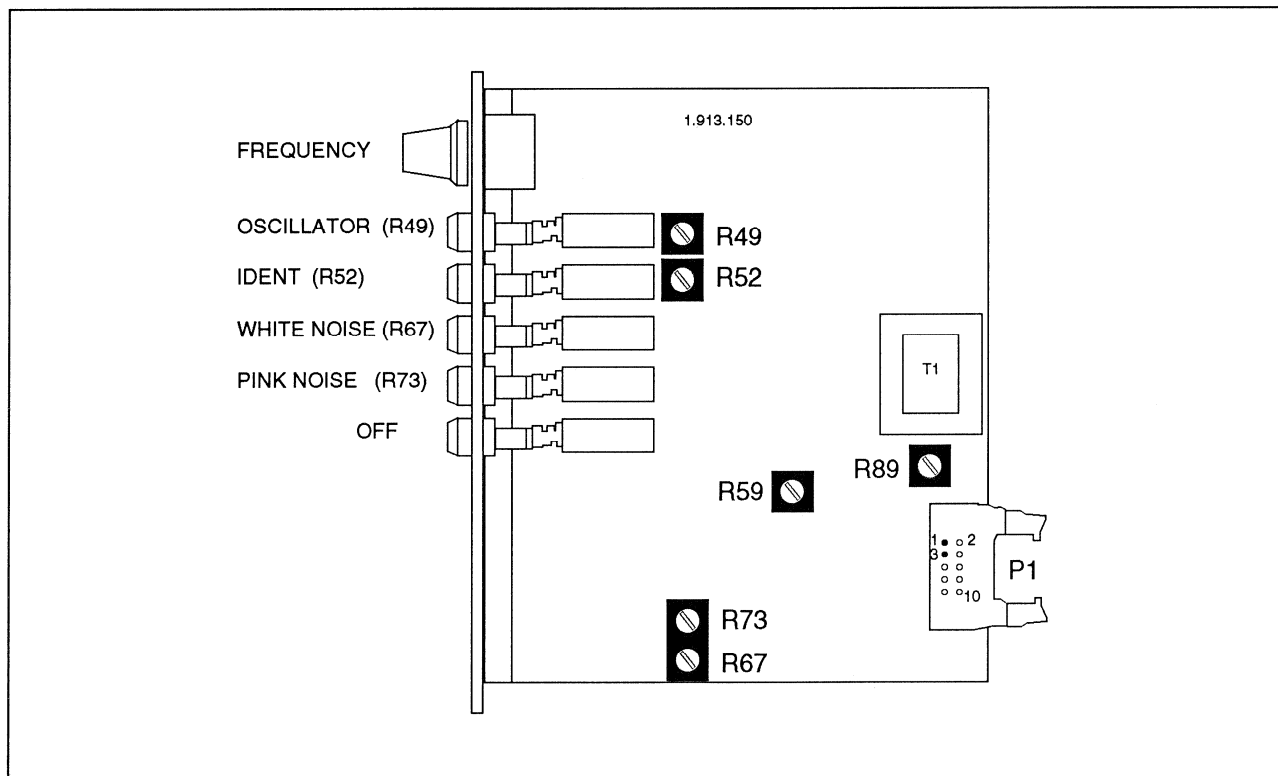 1.913.150
FREQUENCY
OSCILLATOR (R49)
R49
IDENT (R52)
R52
WHITE NOISE (R67)
PINK NOISE (R73)
T1
OFF
R89
R59
1 2
3
P1
10
R73
R67